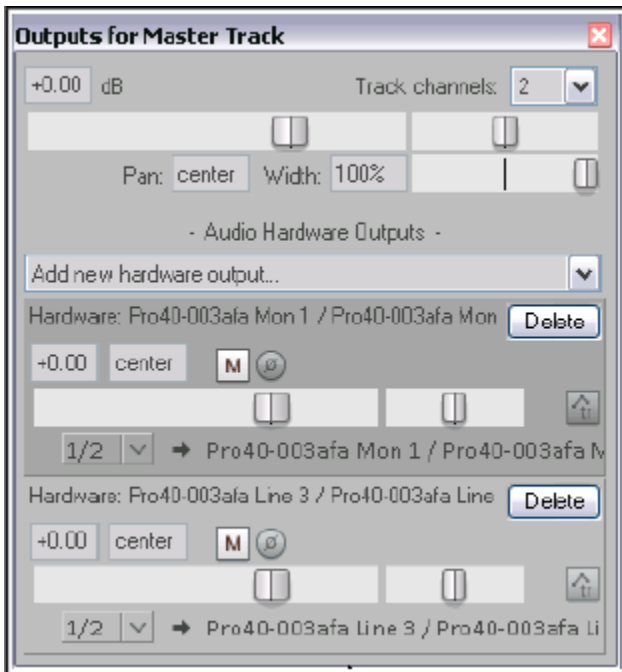 Outputs for Master Track
+0.00 dB Track channels: 2
Pan: center Width: 100%
- Audio Hardware Outputs -
Add new hardware output...
Hardware: Pro40-003afa Mon 1 / Pro40-003afa Mon Delete
+0.00 center M ø
1/2 → Pro40-003afa Mon 1 / Pro40-003afa M
Hardware: Pro40-003afa Line 3 / Pro40-003afa Line Delete
+0.00 center M ø
1/2 → Pro40-003afa Line 3 / Pro40-003afa Li